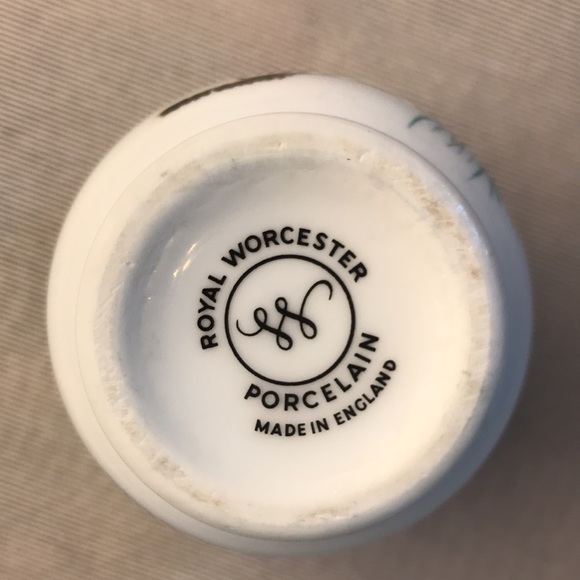 ROYAL WORCESTER
PORCELAIN
MADE IN ENGLAND